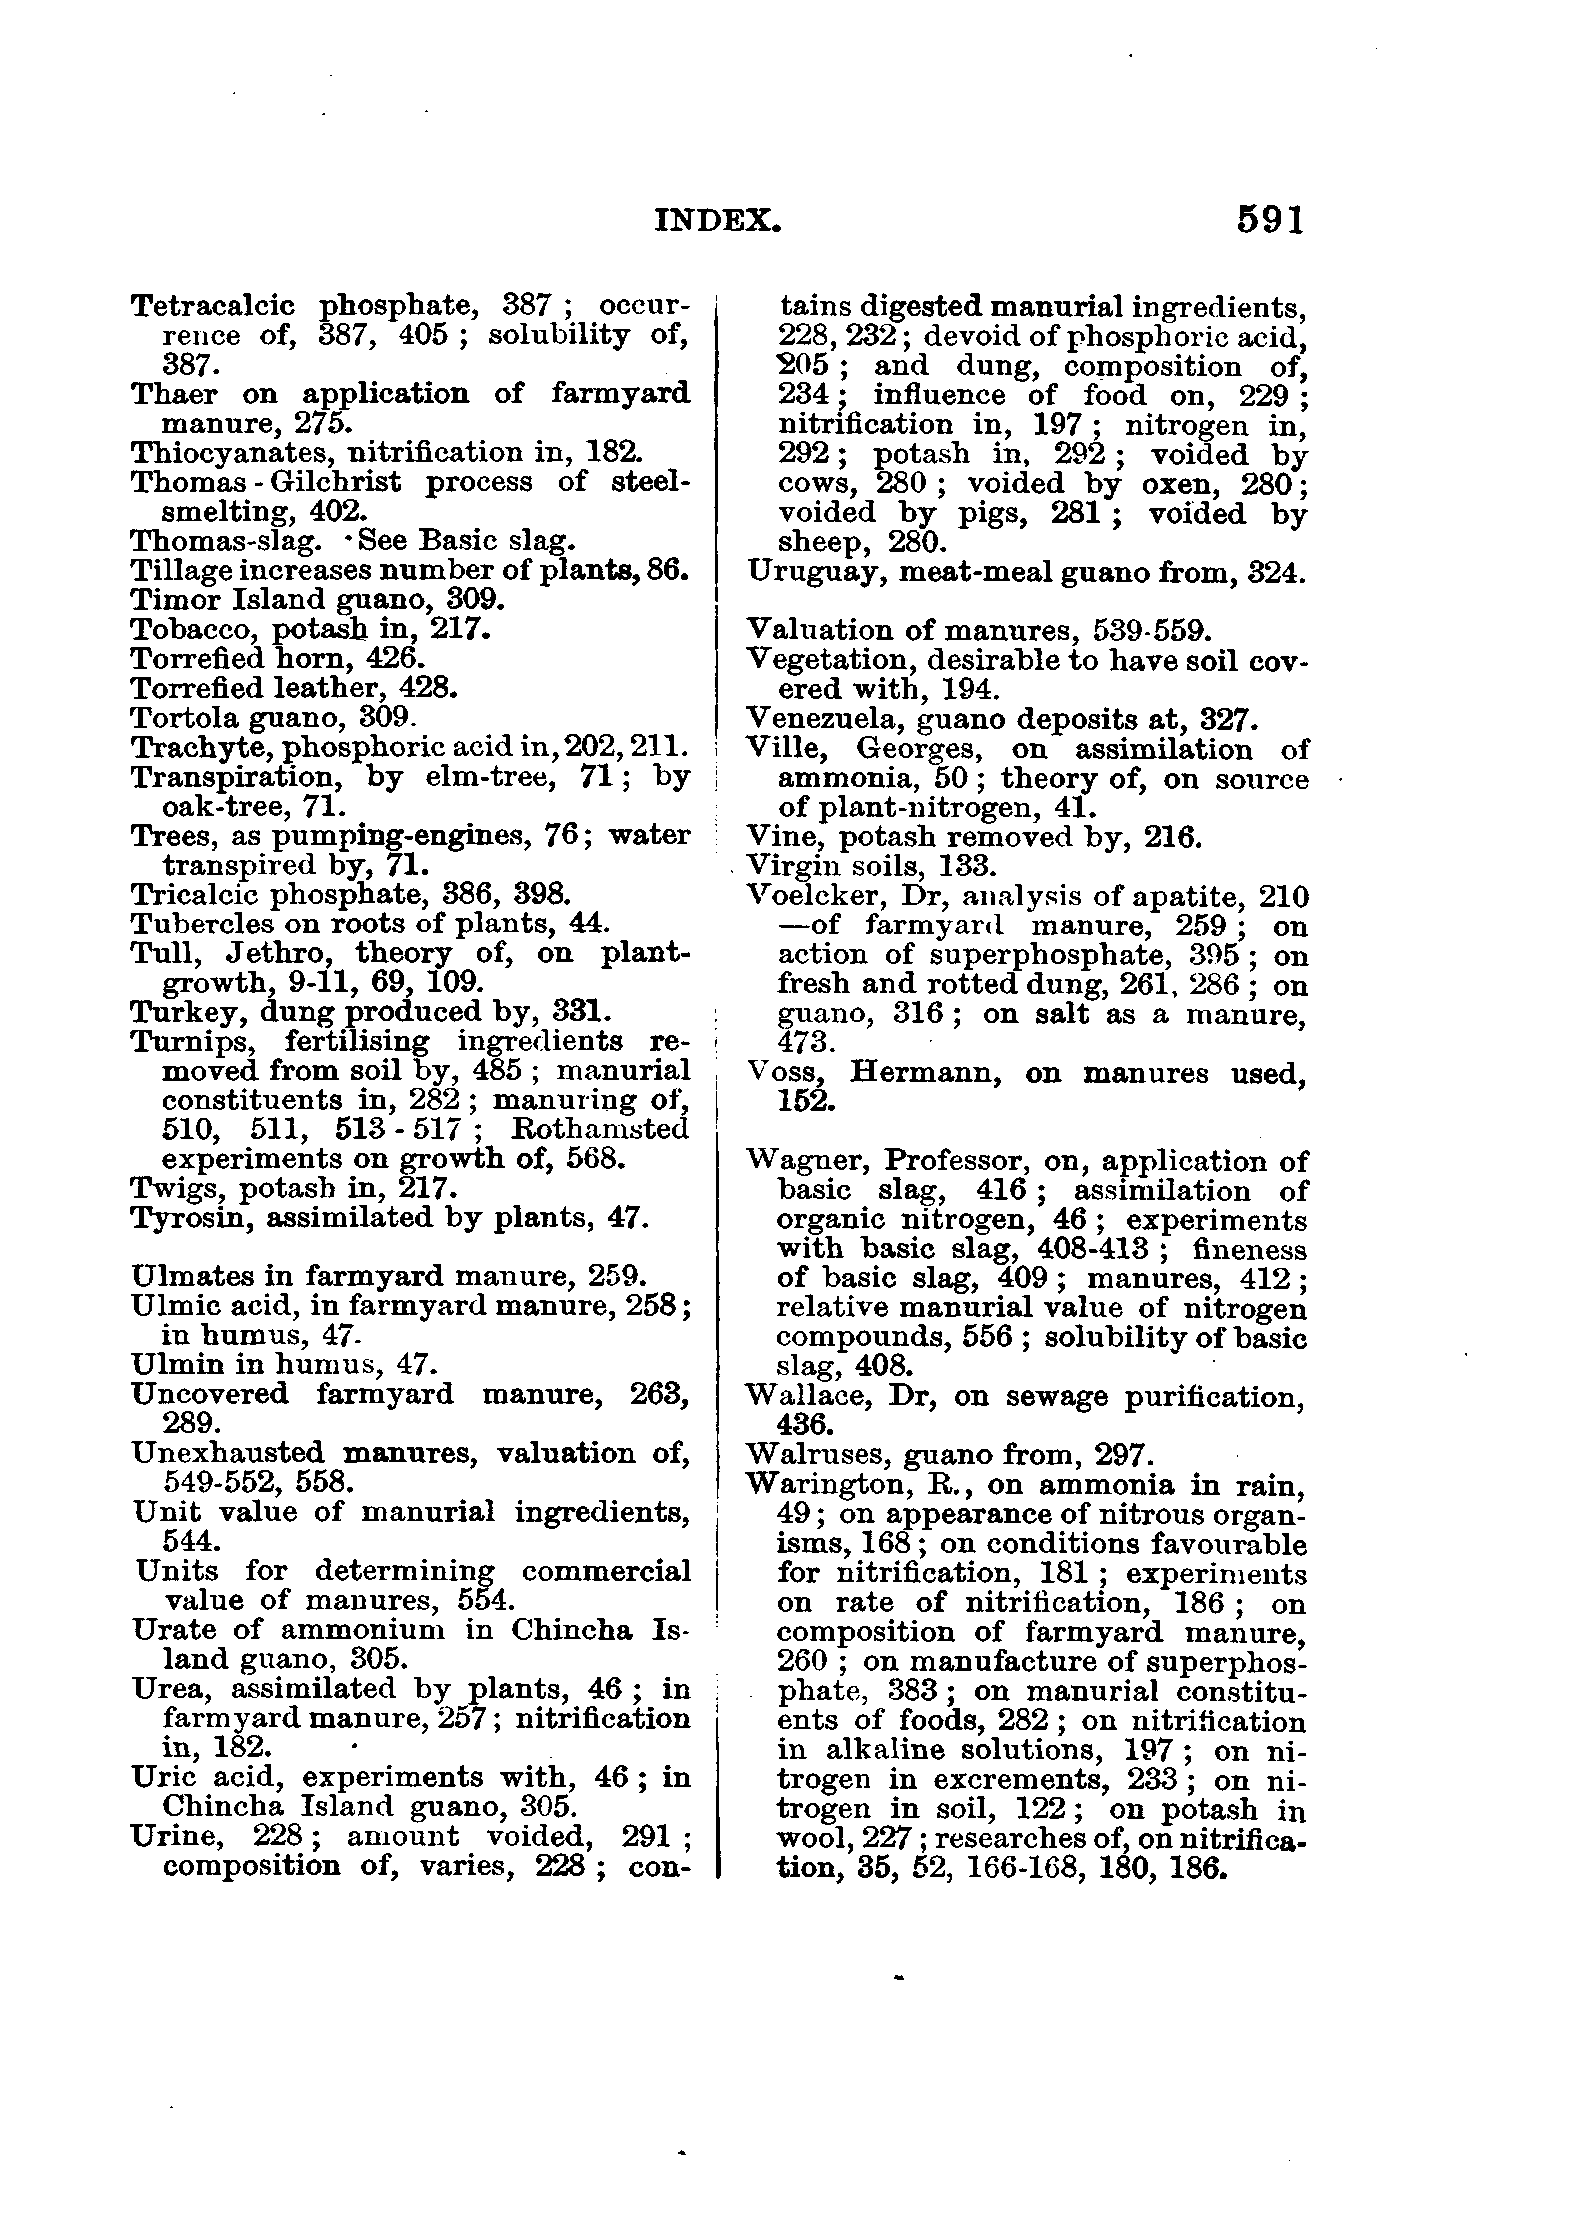 INDEX. 591
Tetracalcic phosphate, 387 ; occur-
rence of, 387, 405 ; solubility of,
387.
Thaer on application of farmyard
manure, 275.
Thiocyanates, nitrification in, 182.
Thomas - Gilchrist process of steel-
smelting, 402.
Thomas-slag. See Basic slag.
Tillage increases number of plants, 86.
Timor Island guano, 309.
Tobacco, potash in, 217.
Torrefied horn, 426.
Torrefied leather, 428.
Tortola guano, 309.
Trachyte, phosphoric acid in, 202, 211.
Transpiration, by elm-tree, 71 ; by
oak-tree, 71.
Trees, as pumping-engines, 76 ; water
transpired by, 71.
Tricalcic phosphate, 386, 398.
Tubercles on roots of plants, 44.
Tull, Jethro, theory of, on plant-
growth, 9-11, 69, 109.
Turkey, dung produced by, 331.
Turnips, fertilising ingredients re-
moved from soil by, 485 ; manurial
constituents in, 282 ; manuring of,
510, 511, 513 - 517 ; Rothamsted
experiments on growth of, 568.
Twigs, potash in, 217.
Tyrosin, assimilated by plants, 47.
Ulmates in farmyard manure, 259.
Ulmic acid, in farmyard manure, 258 ;
in humus, 47.
Ulmin in humus, 47.
Uncovered farmyard manure, 263,
289.
Unexhausted manures, valuation of,
549-552, 558.
Unit value of manurial ingredients,
544.
Units for determining commercial
value of manures, 554.
Urate of ammonium in Chincha Is-
land guano, 305.
Urea, assimilated by plants, 46 ; in
farmyard manure, 257 ; nitrification
in, 182.
Uric acid, experiments with, 46 ; in
Chincha Island guano, 305.
Urine, 228 ; amount voided, 291 ;
composition of, varies, 228 ; con-
tains digested manurial ingredients,
228, 232 ; devoid of phosphoric acid,
205 ; and dung, composition of,
234 ; influence of food on, 229 ;
nitrification in, 197 ; nitrogen in,
292 ; potash in, 292 ; voided by
cows, 280 ; voided by oxen, 280 ;
voided by pigs, 281 ; voided by
sheep, 280.
Uruguay, meat-meal guano from, 324.
Valuation of manures, 539-559.
Vegetation, desirable to have soil cov-
ered with, 194.
Venezuela, guano deposits at, 327.
Ville, Georges, on assimilation of
ammonia, 50 ; theory of, on source
of plant-nitrogen, 41.
Vine, potash removed by, 216.
Virgin soils, 133.
Voelcker, Dr, analysis of apatite, 210
—of farmyard manure, 259 ; on
action of superphosphate, 395 ; on
fresh and rotted dung, 261, 286 ; on
guano, 316 ; on salt as a manure,
473.
Voss, Hermann, on manures used,
152.
Wagner, Professor, on, application of
basic slag, 416 ; assimilation of
organic nitrogen, 46 ; experiments
with basic slag, 408-413 ; fineness
of basic slag, 409 ; manures, 412 ;
relative manurial value of nitrogen
compounds, 556 ; solubility of basic
slag, 408.
Wallace, Dr, on sewage purification,
436.
Walruses, guano from, 297.
Warington, R., on ammonia in rain,
49 ; on appearance of nitrous organ-
isms, 168 ; on conditions favourable
for nitrification, 181 ; experiments
on rate of nitrification, 186 ; on
composition of farmyard manure,
260 ; on manufacture of superphos-
phate, 383 ; on manurial constitu-
ents of foods, 282 ; on nitrification
in alkaline solutions, 197 ; on ni-
trogen in excrements, 233 ; on ni-
trogen in soil, 122 ; on potash in
wool, 227 ; researches of, on nitrifica-
tion, 35, 52, 166-168, 180, 186.